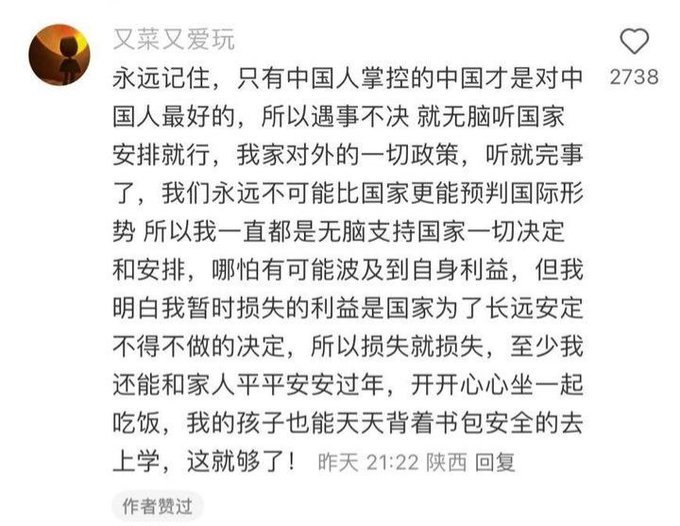 又菜又爱玩
永远记住，只有中国人掌控的中国才是对中
国人最好的，所以遇事不决 就无脑听国家
安排就行，我家对外的一切政策，听就完事
了，我们永远不可能比国家更能预判国际形
势 所以我一直都是无脑支持国家一切决定
和安排，哪怕有可能波及到自身利益，但我
明白我暂时损失的利益是国家为了长远安定
不得不做的决定，所以损失就损失，至少我
还能和家人平平安安过年，开开心心坐一起
吃饭，我的孩子也能天天背着书包安全的去
上学，这就够了！ 昨天 21:22 陕西 回复
作者赞过
2738